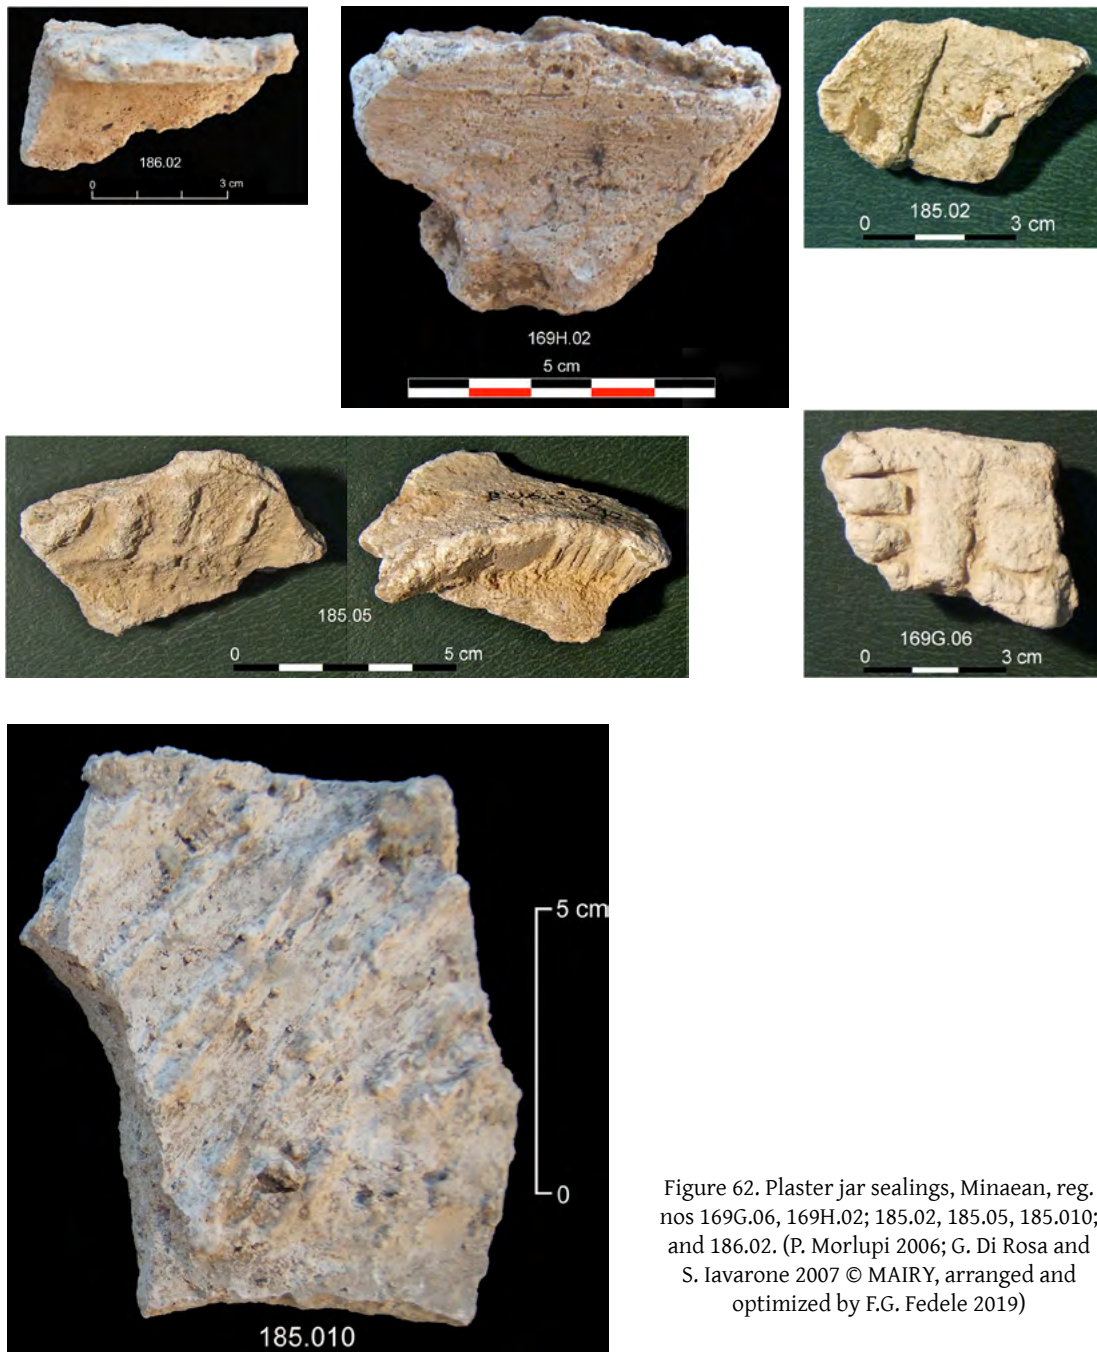 186.02
0 3 cm
169H.02
5 cm
185.02
0 3 cm
185.05
0 5 cm
169G.06
0 3 cm
5 cm
0
185.010
Figure 62. Plaster jar sealings, Minaean, reg.
nos 169G.06, 169H.02; 185.02, 185.05, 185.010;
and 186.02. (P. Morlupi 2006; G. Di Rosa and
S. Iavarone 2007 © MAIRY, arranged and
optimized by F.G. Fedele 2019)